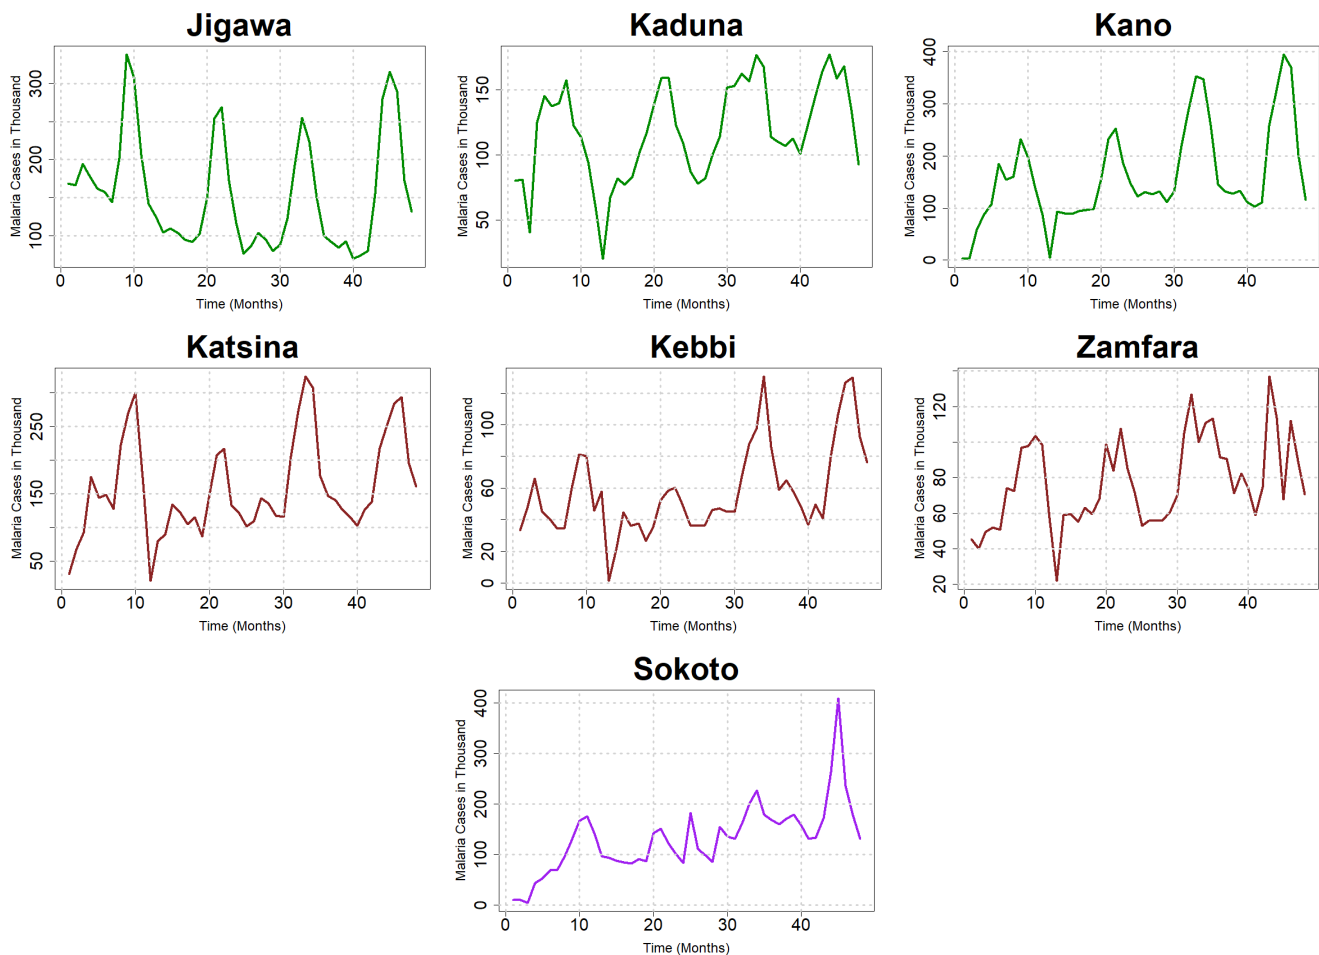 Jigawa
Malaria Cases in Thousand
300
200
100
0 10 20 30 40
Time (Months)
Kaduna
Malaria Cases in Thousand
150
100
50
0 10 20 30 40
Time (Months)
Kano
Malaria Cases in Thousand
400
300
200
100
0
0 10 20 30 40
Time (Months)
Katsina
Malaria Cases in Thousand
250
150
50
0 10 20 30 40
Time (Months)
Kebbi
Malaria Cases in Thousand
100
60
20
0
0 10 20 30 40
Time (Months)
Zamfara
Malaria Cases in Thousand
120
80
60
40
20
0 10 20 30 40
Time (Months)
Sokoto
Malaria Cases in Thousand
400
300
200
100
0
0 10 20 30 40
Time (Months)